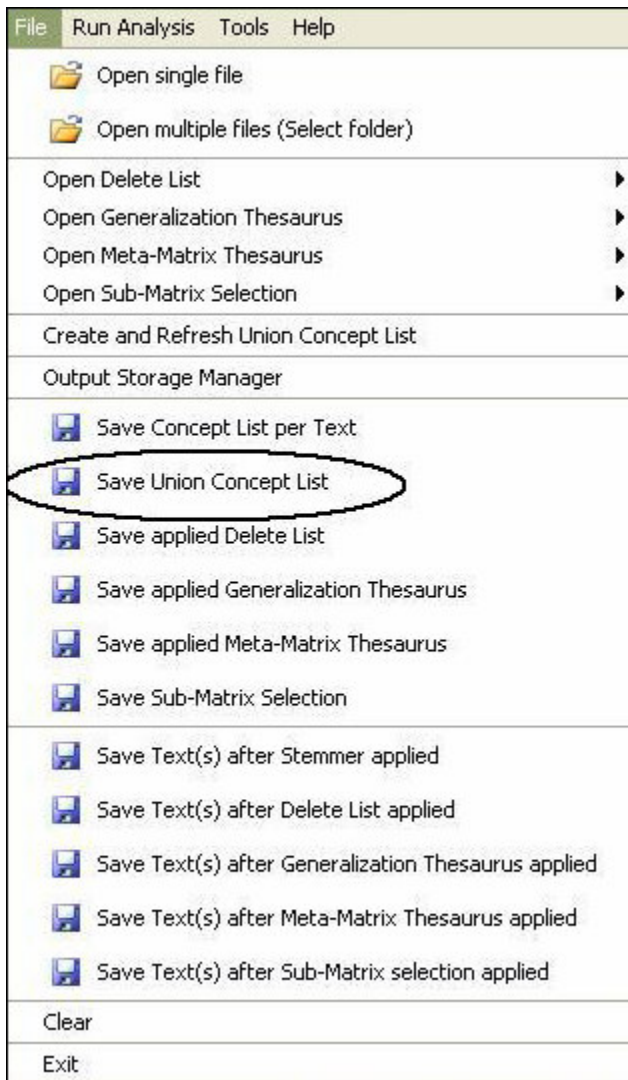 File Run Analysis Tools Help
Open single file
Open multiple files (Select folder)
Open Delete List
Open Generalization Thesaurus
Open Meta-Matrix Thesaurus
Open Sub-Matrix Selection
Create and Refresh Union Concept List
Output Storage Manager
Save Concept List per Text
Save Union Concept List
Save applied Delete List
Save applied Generalization Thesaurus
Save applied Meta-Matrix Thesaurus
Save Sub-Matrix Selection
Save Text(s) after Stemmer applied
Save Text(s) after Delete List applied
Save Text(s) after Generalization Thesaurus applied
Save Text(s) after Meta-Matrix Thesaurus applied
Save Text(s) after Sub-Matrix selection applied
Clear
Exit